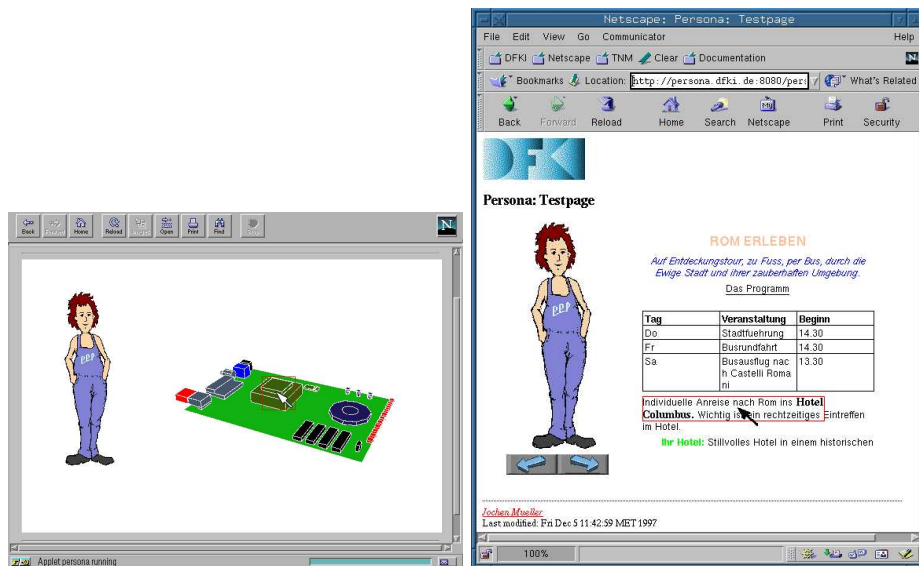 Back
Home
Reload
Open
Print
Find
N
PPP
Applet persona running
Netscape: Persona: Testpage
File Edit View Go Communicator Help
DFKI Netscape TNM Clear Documentation
N
Bookmarks Location: http://persona.dfki.de:8080/pers What's Related
My
Back Forward Reload Home Search Netscape Print Security
DFKI
Persona: Testpage
PPP
ROM ERLEBEN
Auf Entdeckungstour, zu Fuss, per Bus, durch die
Ewige Stadt und ihrer zauberhaften Umgebung.
Das Programm
Tag Veranstaltung Beginn
Do Stadtfuehrung 14.30
Fr Busrundfahrt 14.30
Sa Busausflug nac 13.30
h Castelli Roma
ni
Individuelle Anreise nach Rom ins Hotel
Columbus. Wichtig ist ein rechtzeitiges Eintreffen
im Hotel.
Ihr Hotel: Stillvolles Hotel in einem historischen
Jochen Mueller
Last modified: Fri Dec 5 11:42:59 MET 1997
100%